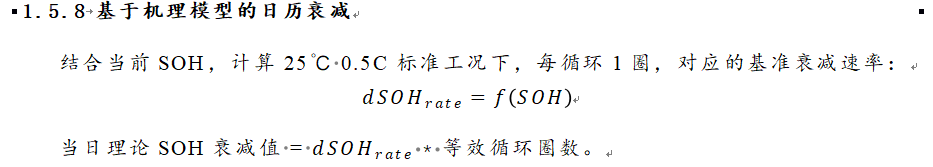 1.5.8 基于机理模型的日历衰减
结合当前 SOH，计算 25℃ 0.5C 标准工况下，每循环 1 圈，对应的基准衰减速率：
dSOH_rate = f(SOH)
当日理论 SOH 衰减值 = dSOH_rate * 等效循环圈数。